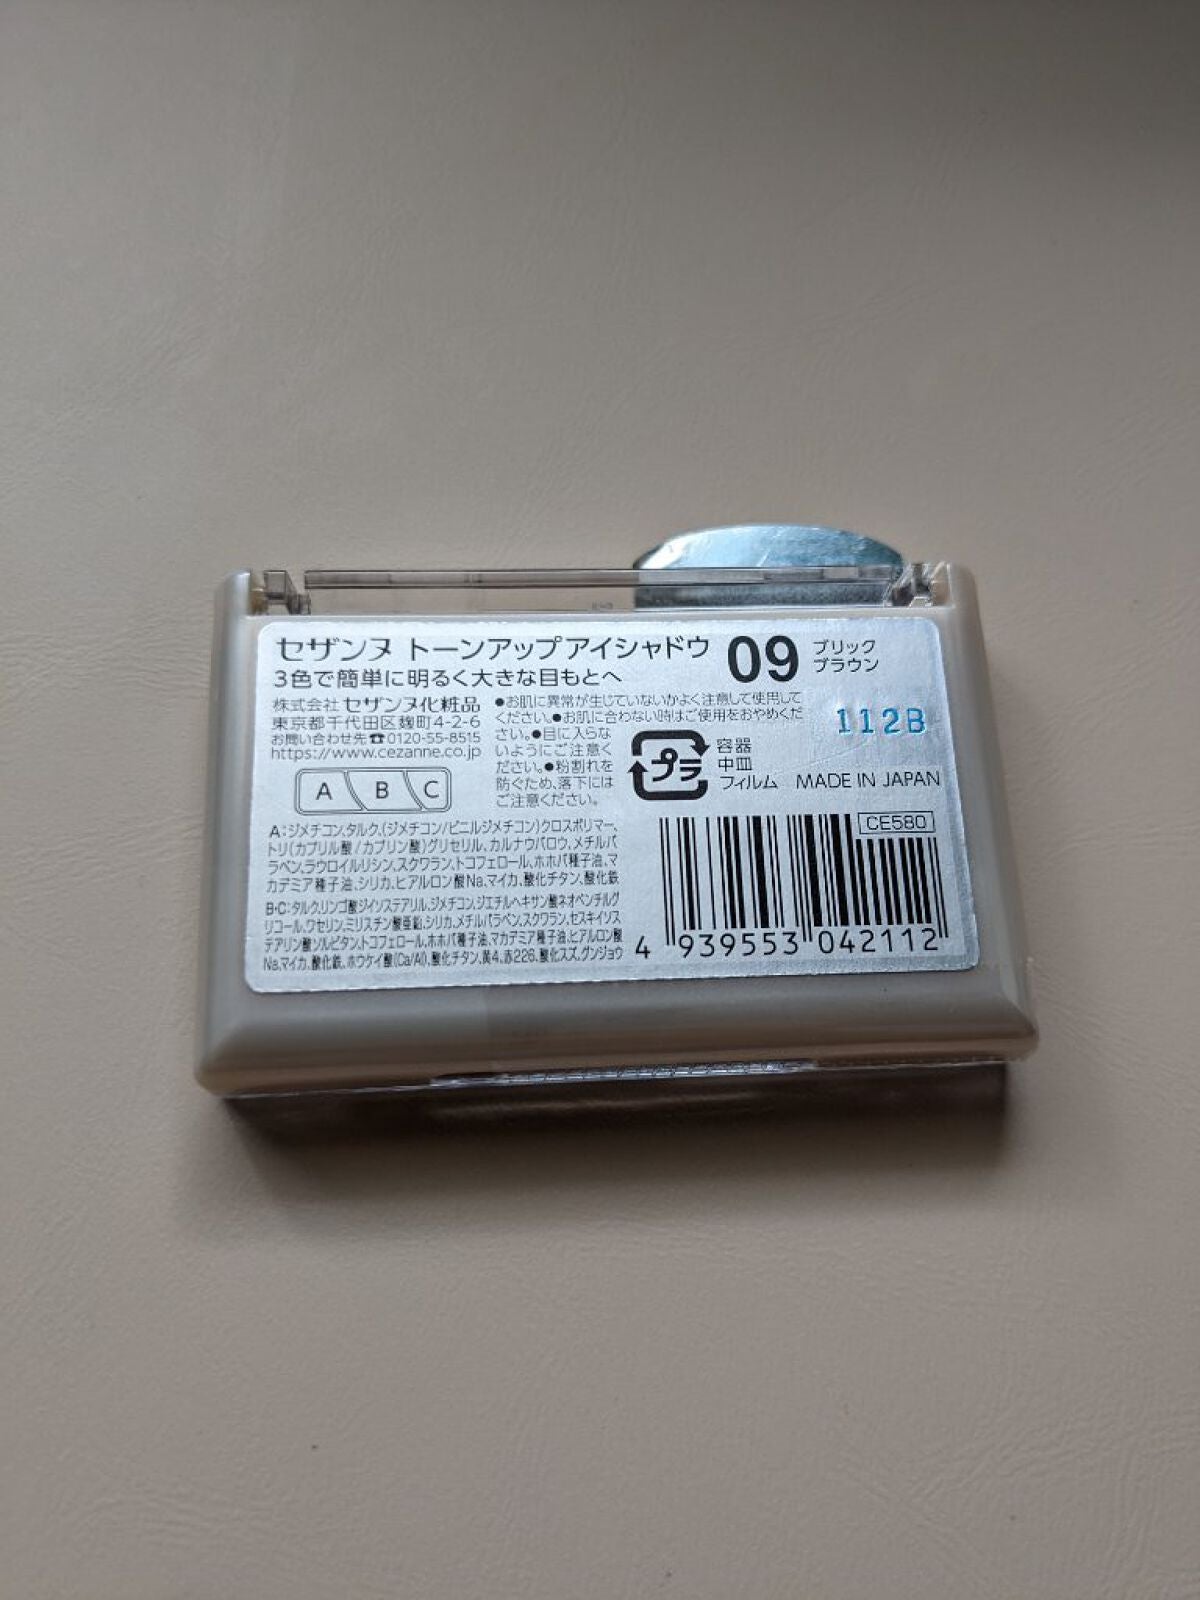 セザンヌ トーンアップアイシャドウ 09 ブリック
ブラウン
3色で簡単に明るく大きな目もとへ
株式会社 セザンヌ化粧品
東京都千代田区麹町4-2-6
お問い合わせ先☎0120-55-8515
https://www.cezanne.co.jp
●お肌に異常が生じていないかよく注意して使用して
ください。●お肌に合わない時はご使用をおやめくだ
さい。●目に入らな
いようにご注意く
ださい。●粉割れを
防ぐため、落下には
ご注意ください。
112B
プラ
容器
中皿
フィルム
MADE IN JAPAN
A B C
A:ジメチコン、タルク、(ジメチコン/ビニルジメチコン)クロスポリマー、
トリ(カプリル酸/カプリン酸)グリセリル、カルナウバロウ、メチルパ
ラベン、ラウロイルリシン、スクワラン、トコフェロール、ホホバ種子油、マ
カデミア種子油、シリカ、ヒアルロン酸Na、マイカ、酸化チタン、酸化鉄
B・C:タルク、リンゴ酸ジイソステアリル、ジメチコン、ジエチルヘキサン酸ネオペンチルグ
リコール、ワセリン、ミリスチン酸亜鉛、シリカ、メチルパラベン、スクワラン、セスキイソス
テアリン酸ソルビタン、トコフェロール、ホホバ種子油、マカデミア種子油、ヒアルロン酸
Na、マイカ、酸化鉄、ホウケイ酸(Ca/Al)、酸化チタン、黄4、赤226、酸化スズ、グンジョウ
CE580
4 939553 042112